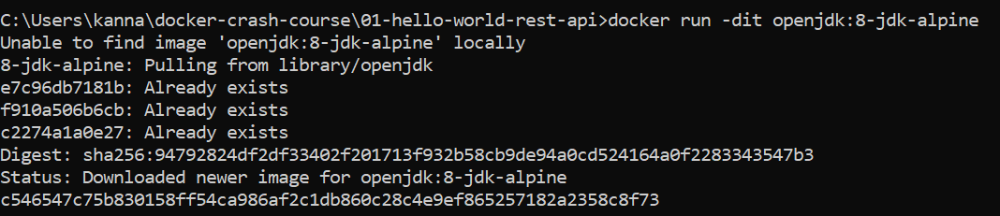 C:\Users\kanna\docker-crash-course\01-hello-world-rest-api>docker run -dit openjdk:8-jdk-alpine
Unable to find image 'openjdk:8-jdk-alpine' locally
8-jdk-alpine: Pulling from library/openjdk
e7c96db7181b: Already exists
f910a506b6cb: Already exists
c2274a1a0e27: Already exists
Digest: sha256:94792824df2df33402f201713f932b58cb9de94a0cd524164a0f2283343547b3
Status: Downloaded newer image for openjdk:8-jdk-alpine
c546547c75b830158ff54ca986af2c1db860c28c4e9ef865257182a2358c8f73